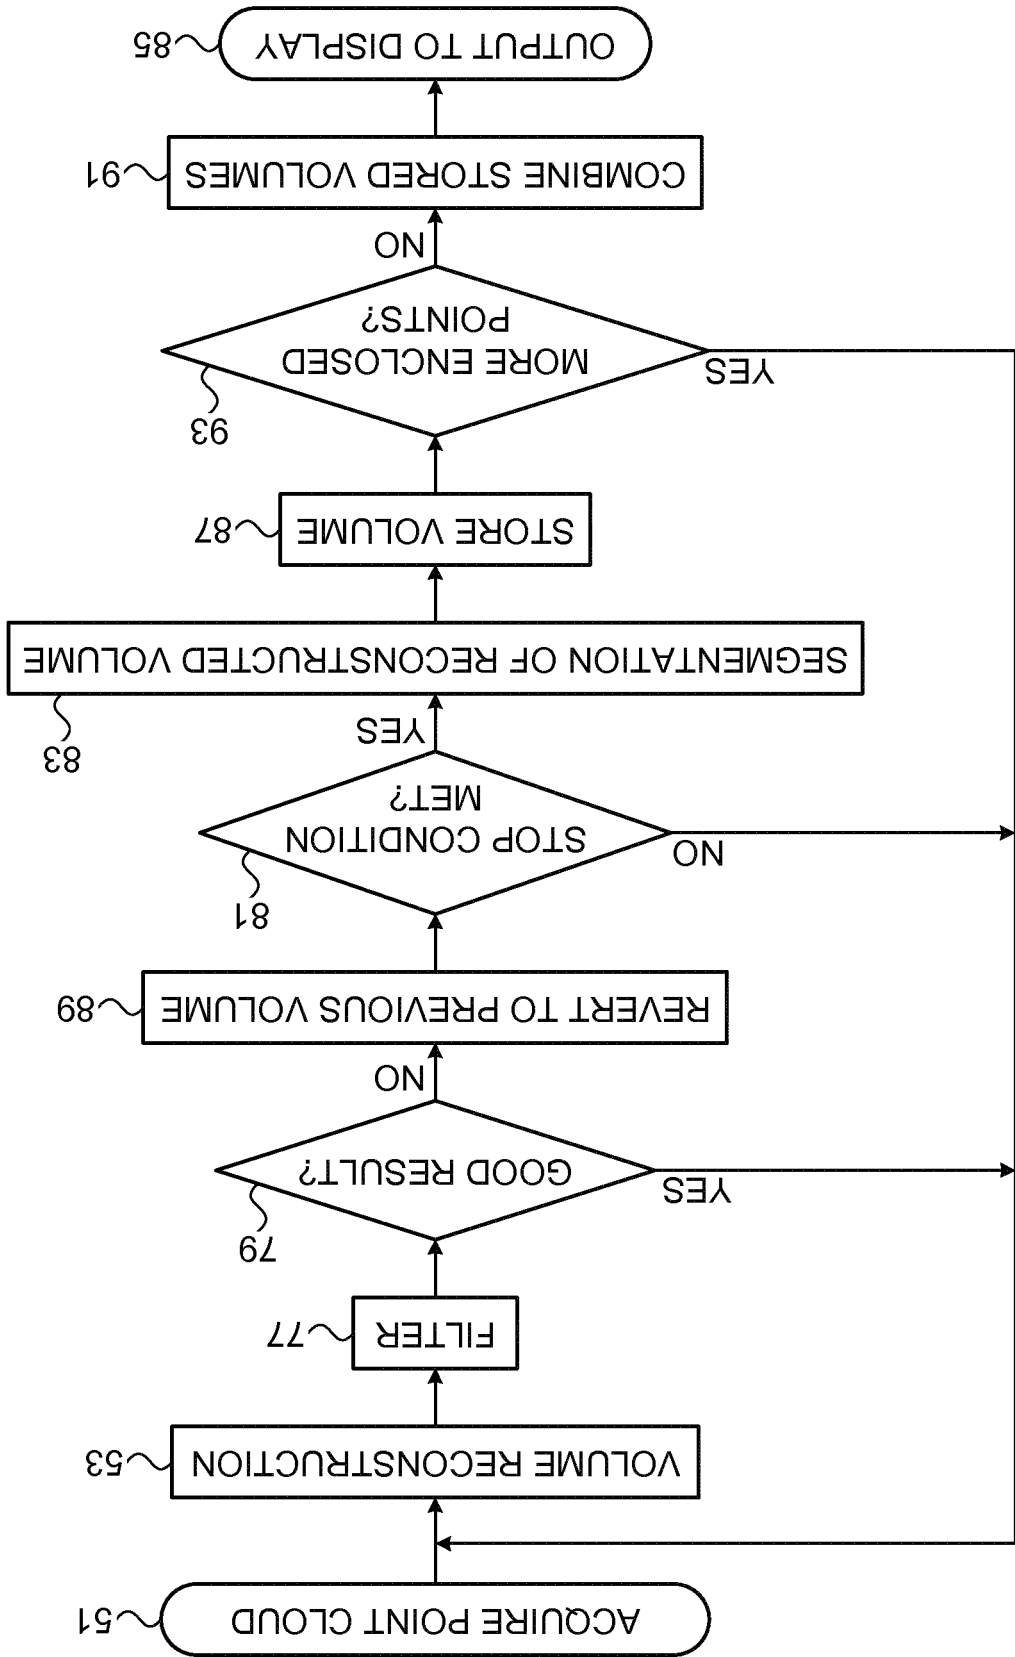 ACQUIRE POINT CLOUD
51
VOLUME RECONSTRUCTION
53
FILTER
77
GOOD RESULT?
79
YES
NO
REVERT TO PREVIOUS VOLUME
89
STOP CONDITION
MET?
81
NO
YES
SEGMENTATION OF RECONSTRUCTED VOLUME
83
STORE VOLUME
87
MORE ENCLOSED
POINTS?
93
YES
NO
COMBINE STORED VOLUMES
91
OUTPUT TO DISPLAY
85